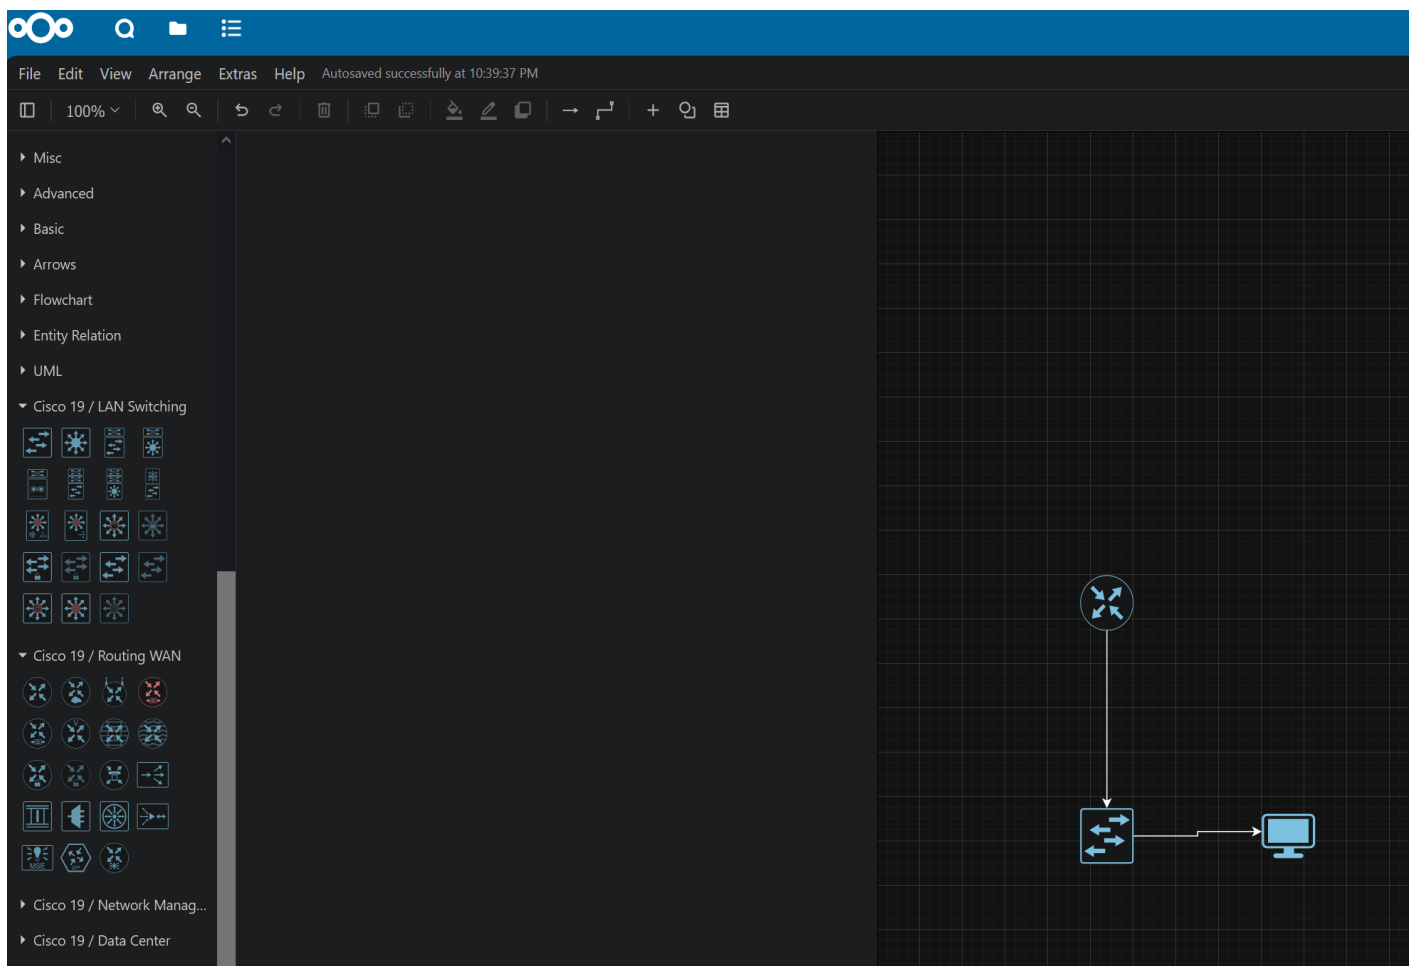 File Edit View Arrange Extras Help Autosaved successfully at 10:39:37 PM
100%
Misc
Advanced
Basic
Arrows
Flowchart
Entity Relation
UML
Cisco 19 / LAN Switching
Cisco 19 / Routing WAN
MSE
Cisco 19 / Network Manag...
Cisco 19 / Data Center